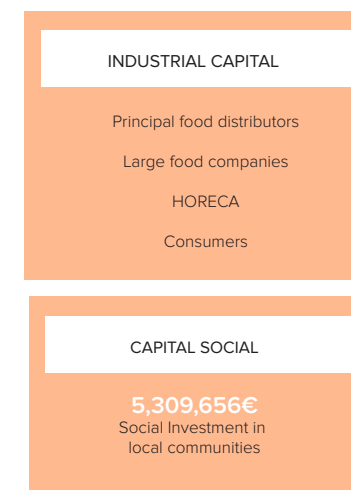 INDUSTRIAL CAPITAL
Principal food distributors
Large food companies
HORECA
Consumers
CAPITAL SOCIAL
5,309,656€
Social Investment in
local communities